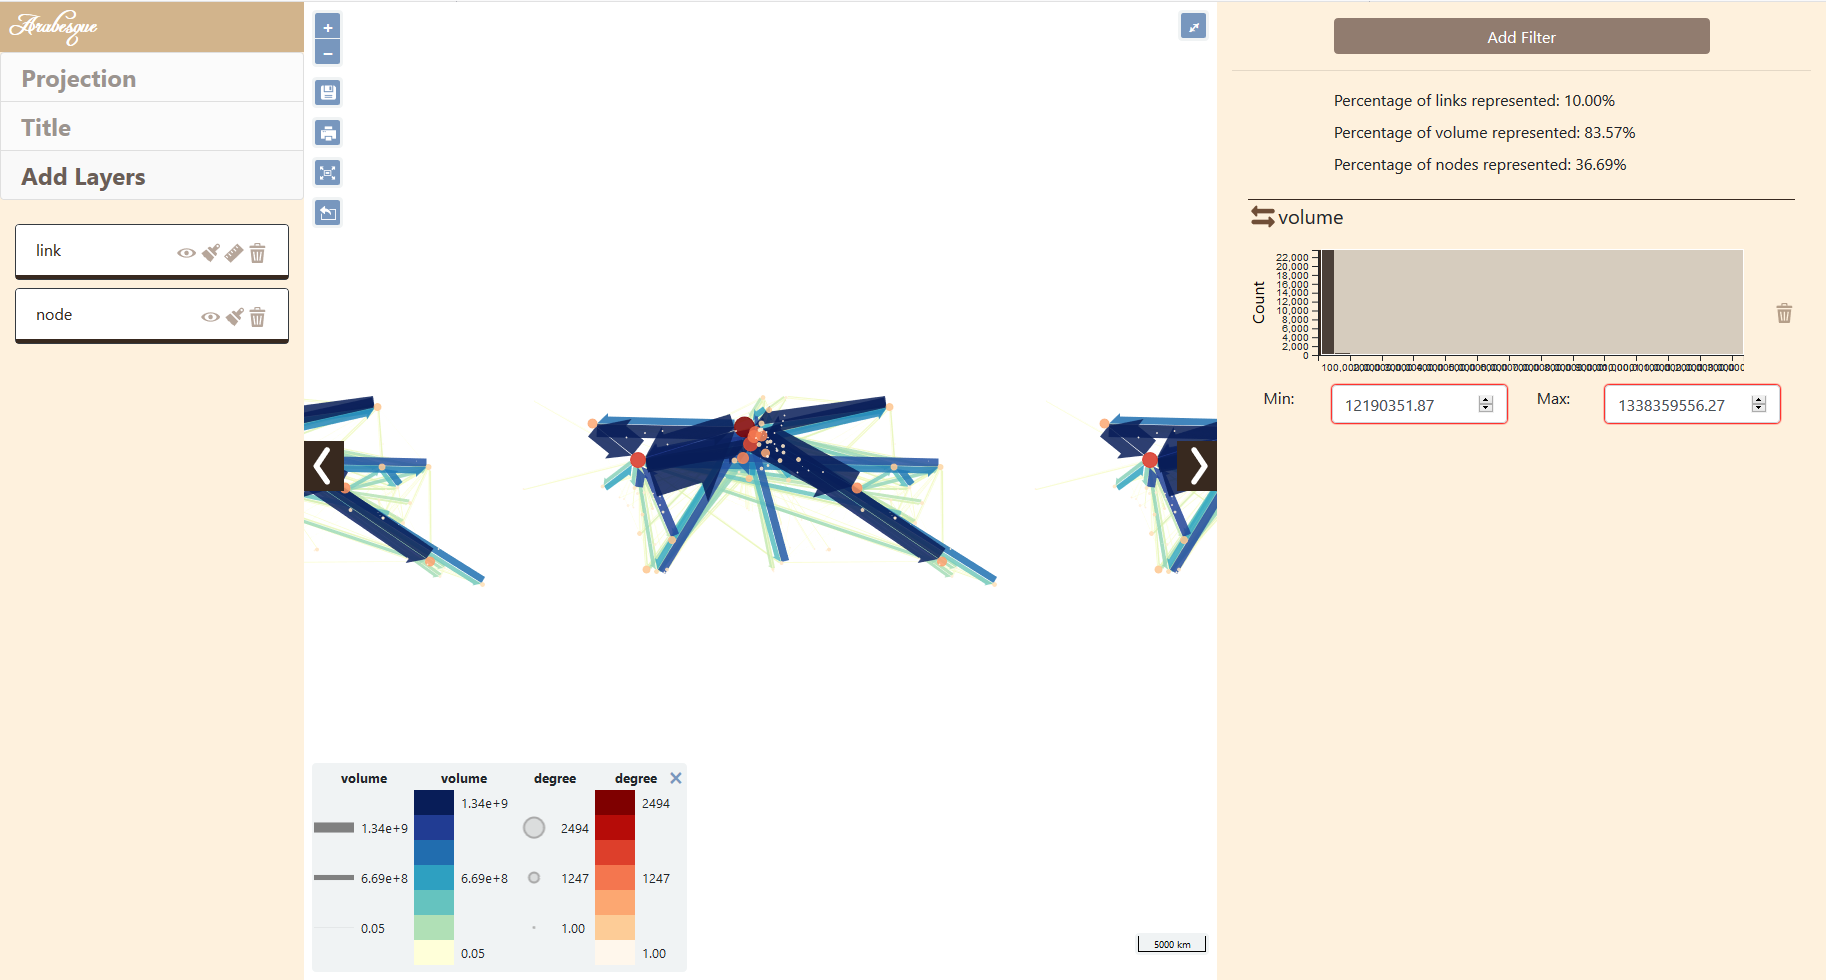 Arabesque
Projection
Title
Add Layers
link
node
+
−
volume volume degree degree
1.34e+9 1.34e+9 2494 2494
6.69e+8 6.69e+8 1247 1247
0.05 0.05 1.00 1.00
5000 km
Add Filter
Percentage of links represented: 10.00%
Percentage of volume represented: 83.57%
Percentage of nodes represented: 36.69%
volume
Count
22,000
20,000
18,000
16,000
14,000
12,000
10,000
8,000
6,000
4,000
2,000
0
Min: 12190351.87 Max: 1338359556.27